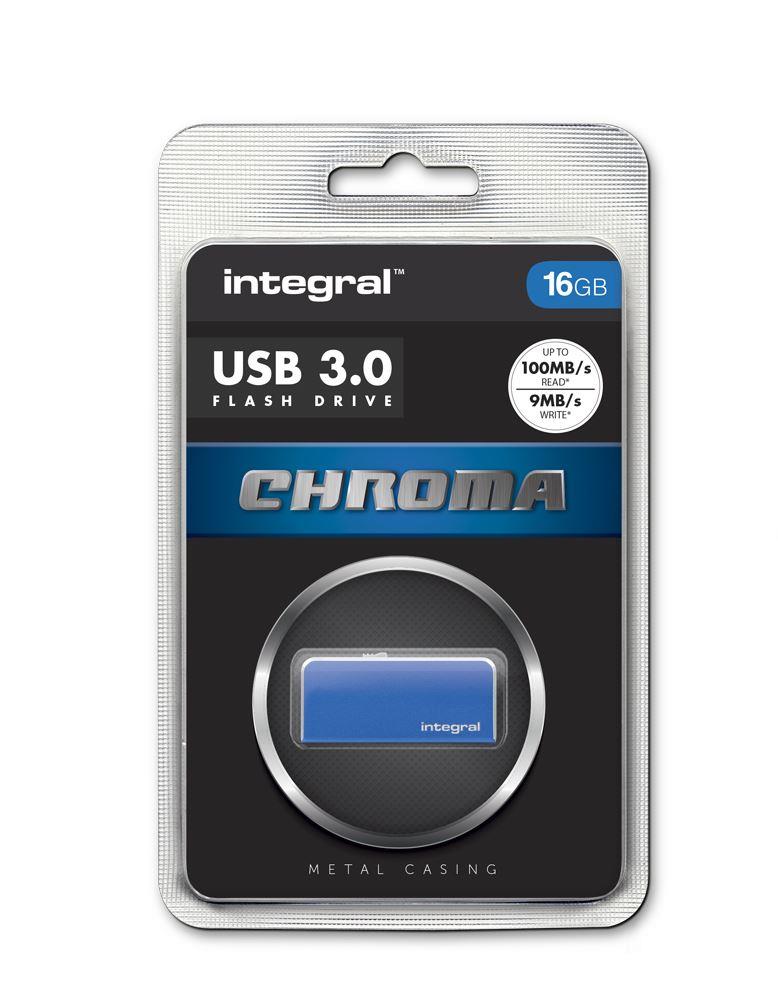 integral™
16GB
USB 3.0
FLASH DRIVE
UP TO
100MB/s
READ*
9MB/s
WRITE*
CHROMA
integral
METAL CASING